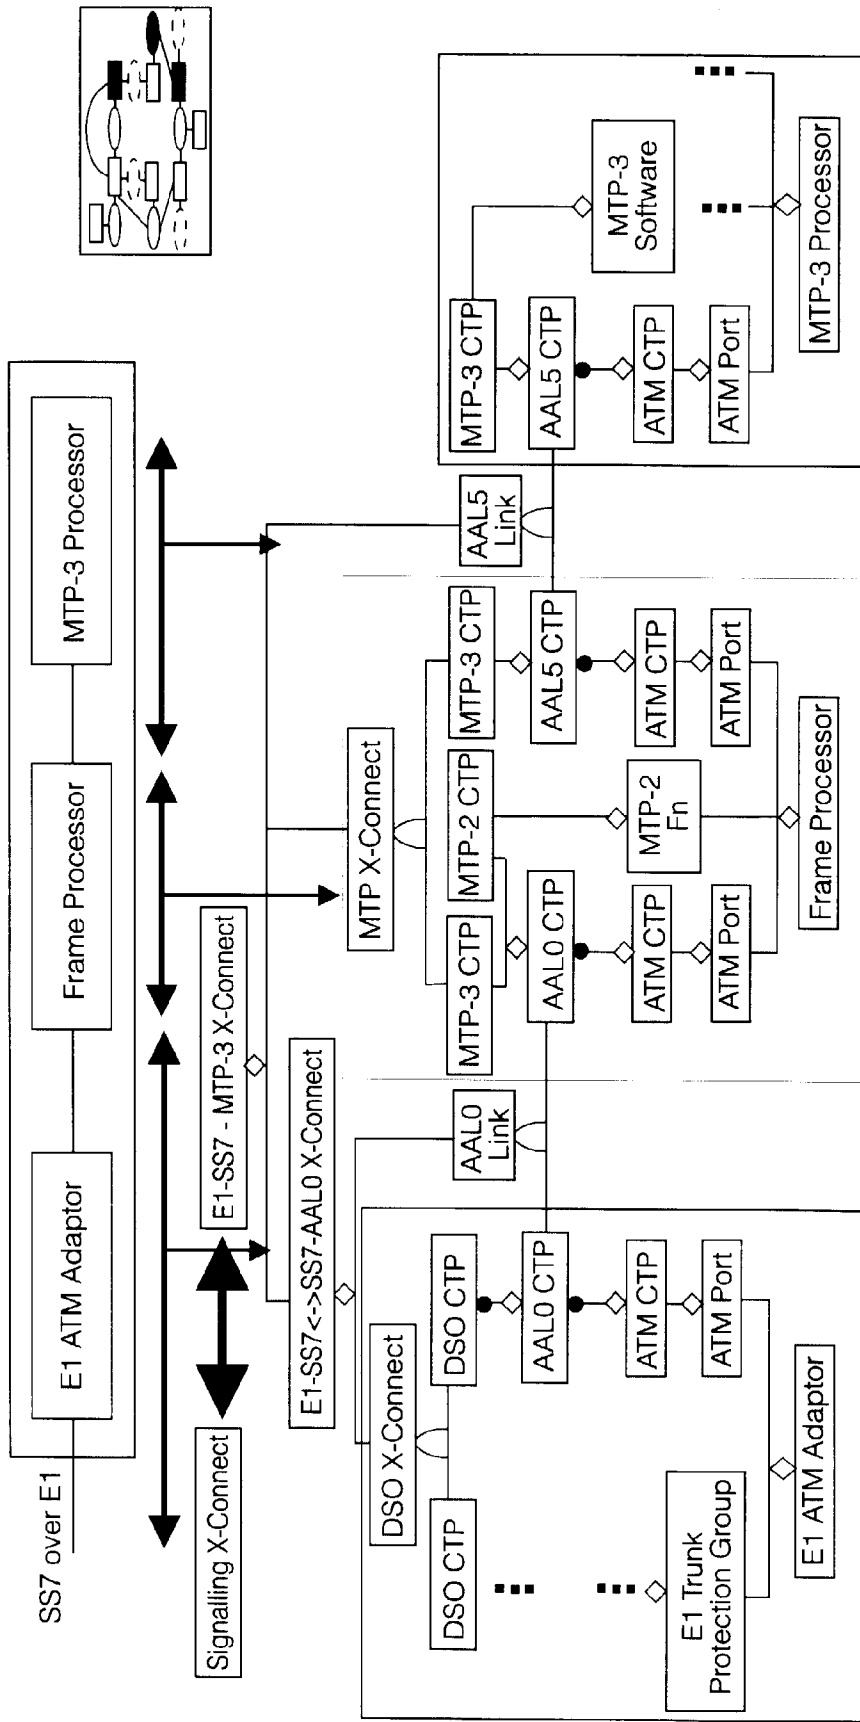 SS7 over E1
E1 ATM Adaptor
Frame Processor
MTP-3 Processor
Signalling X-Connect
E1-SS7 - MTP-3 X-Connect
E1-SS7<->SS7-AAL0 X-Connect
MTP X-Connect
DSO X-Connect
AAL0
Link
AAL5
Link
DSO CTP
DSO CTP
MTP-3 CTP
MTP-2 CTP
MTP-3 CTP
MTP-3 CTP
AAL0 CTP
AAL0 CTP
AAL5 CTP
AAL5 CTP
MTP-3
Software
ATM CTP
ATM CTP
MTP-2
Fn
ATM CTP
ATM CTP
E1 Trunk
Protection Group
ATM Port
ATM Port
ATM Port
ATM Port
E1 ATM Adaptor
Frame Processor
MTP-3 Processor